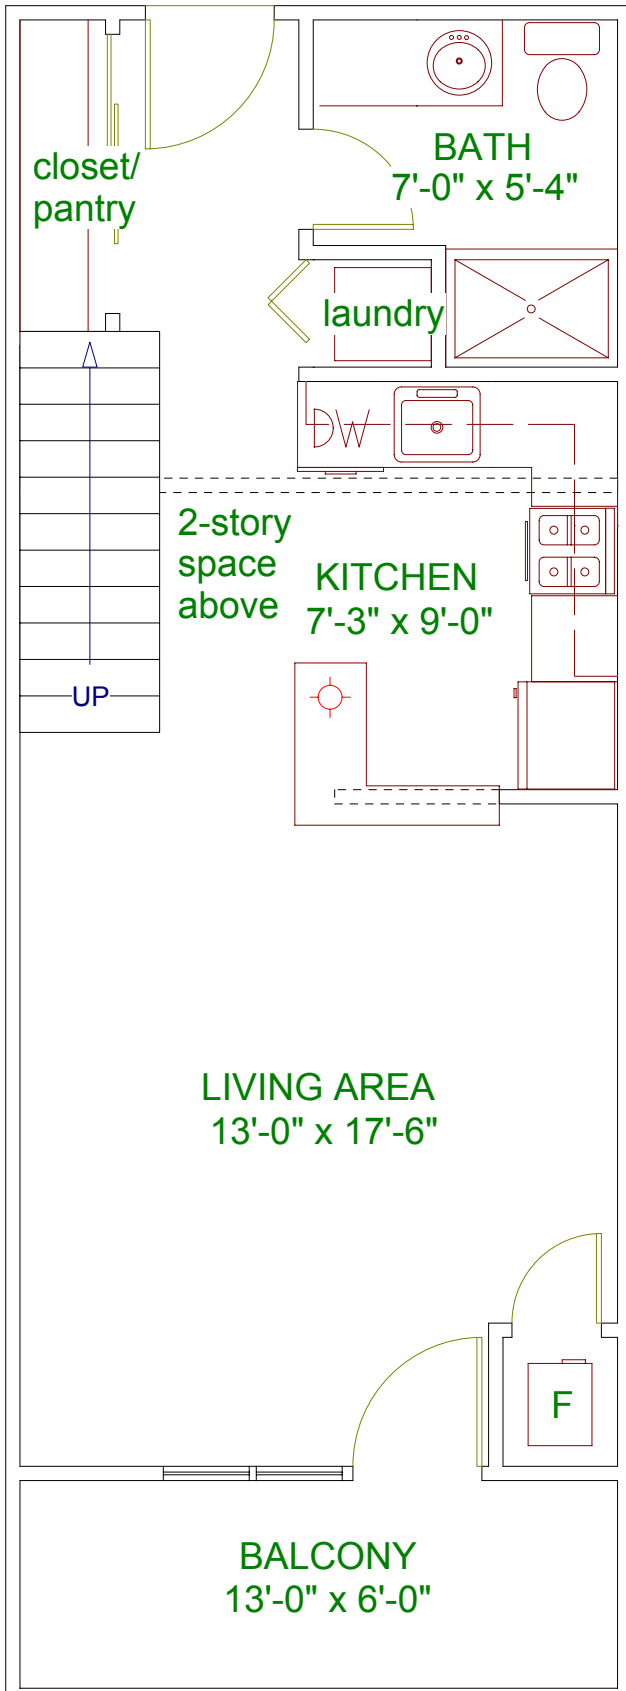 BATH
7'-0" x 5'-4"
closet/
pantry
laundry
DW
2-story
space
above
KITCHEN
7'-3" x 9'-0"
UP
LIVING AREA
13'-0" x 17'-6"
F
BALCONY
13'-0" x 6'-0"